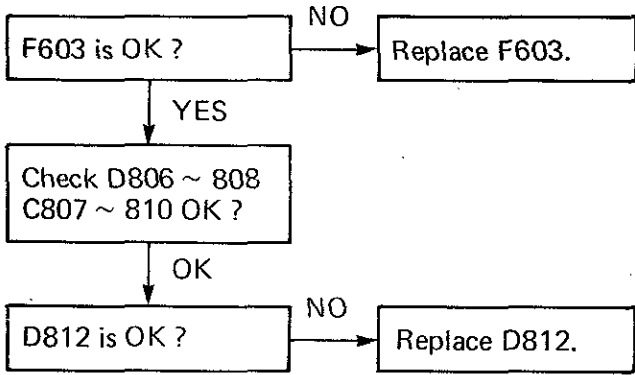 F603 is OK ?
NO
Replace F603.
YES
Check D806 ~ 808
C807 ~ 810 OK ?
OK
D812 is OK ?
NO
Replace D812.